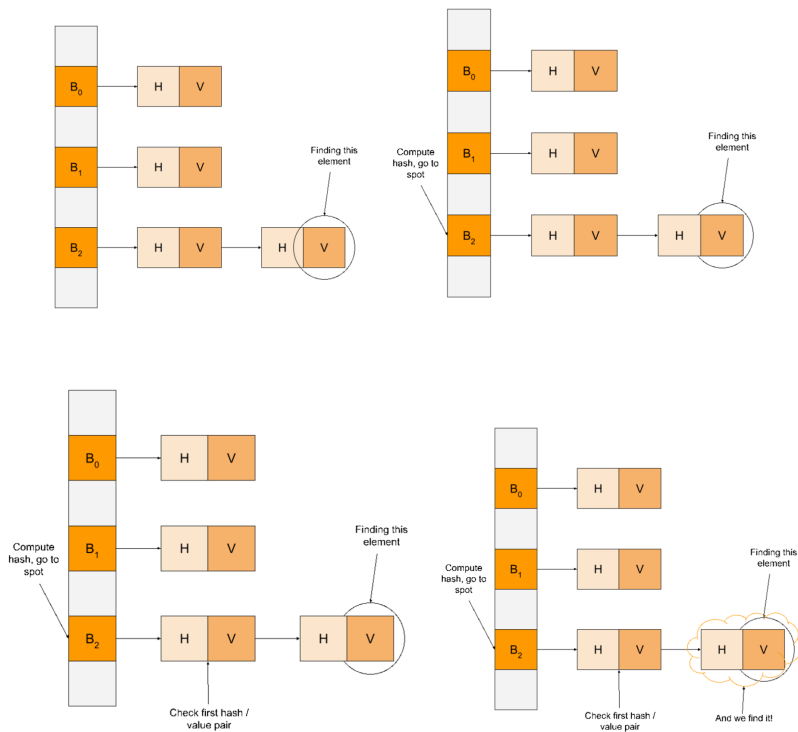 B0
H V
B1
H V
Finding this
element
B2
H V
H V
B0
H V
B1
H V
Compute
hash, go to
spot
Finding this
element
B2
H V
H V
B0
H V
B1
H V
Compute
hash, go to
spot
Finding this
element
B2
H V
H V
Check first hash /
value pair
B0
H V
B1
H V
Compute
hash, go to
spot
Finding this
element
B2
H V
H V
Check first hash /
value pair
And we find it!